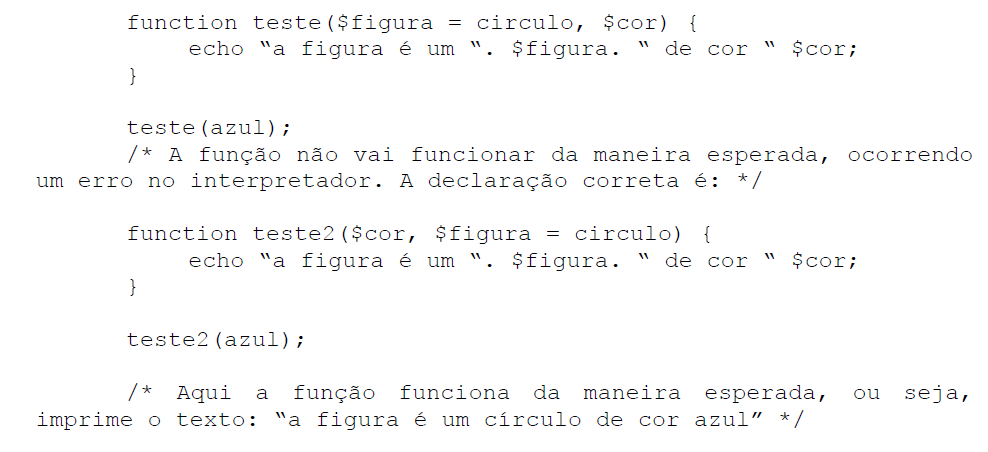 function teste($figura = circulo, $cor) {
echo “a figura é um “. $figura. “ de cor “ $cor;
}
teste(azul);
/* A função não vai funcionar da maneira esperada, ocorrendo
um erro no interpretador. A declaração correta é: */
function teste2($cor, $figura = circulo) {
echo “a figura é um “. $figura. “ de cor “ $cor;
}
teste2(azul);
/* Aqui a função funciona da maneira esperada, ou seja,
imprime o texto: “a figura é um círculo de cor azul” */